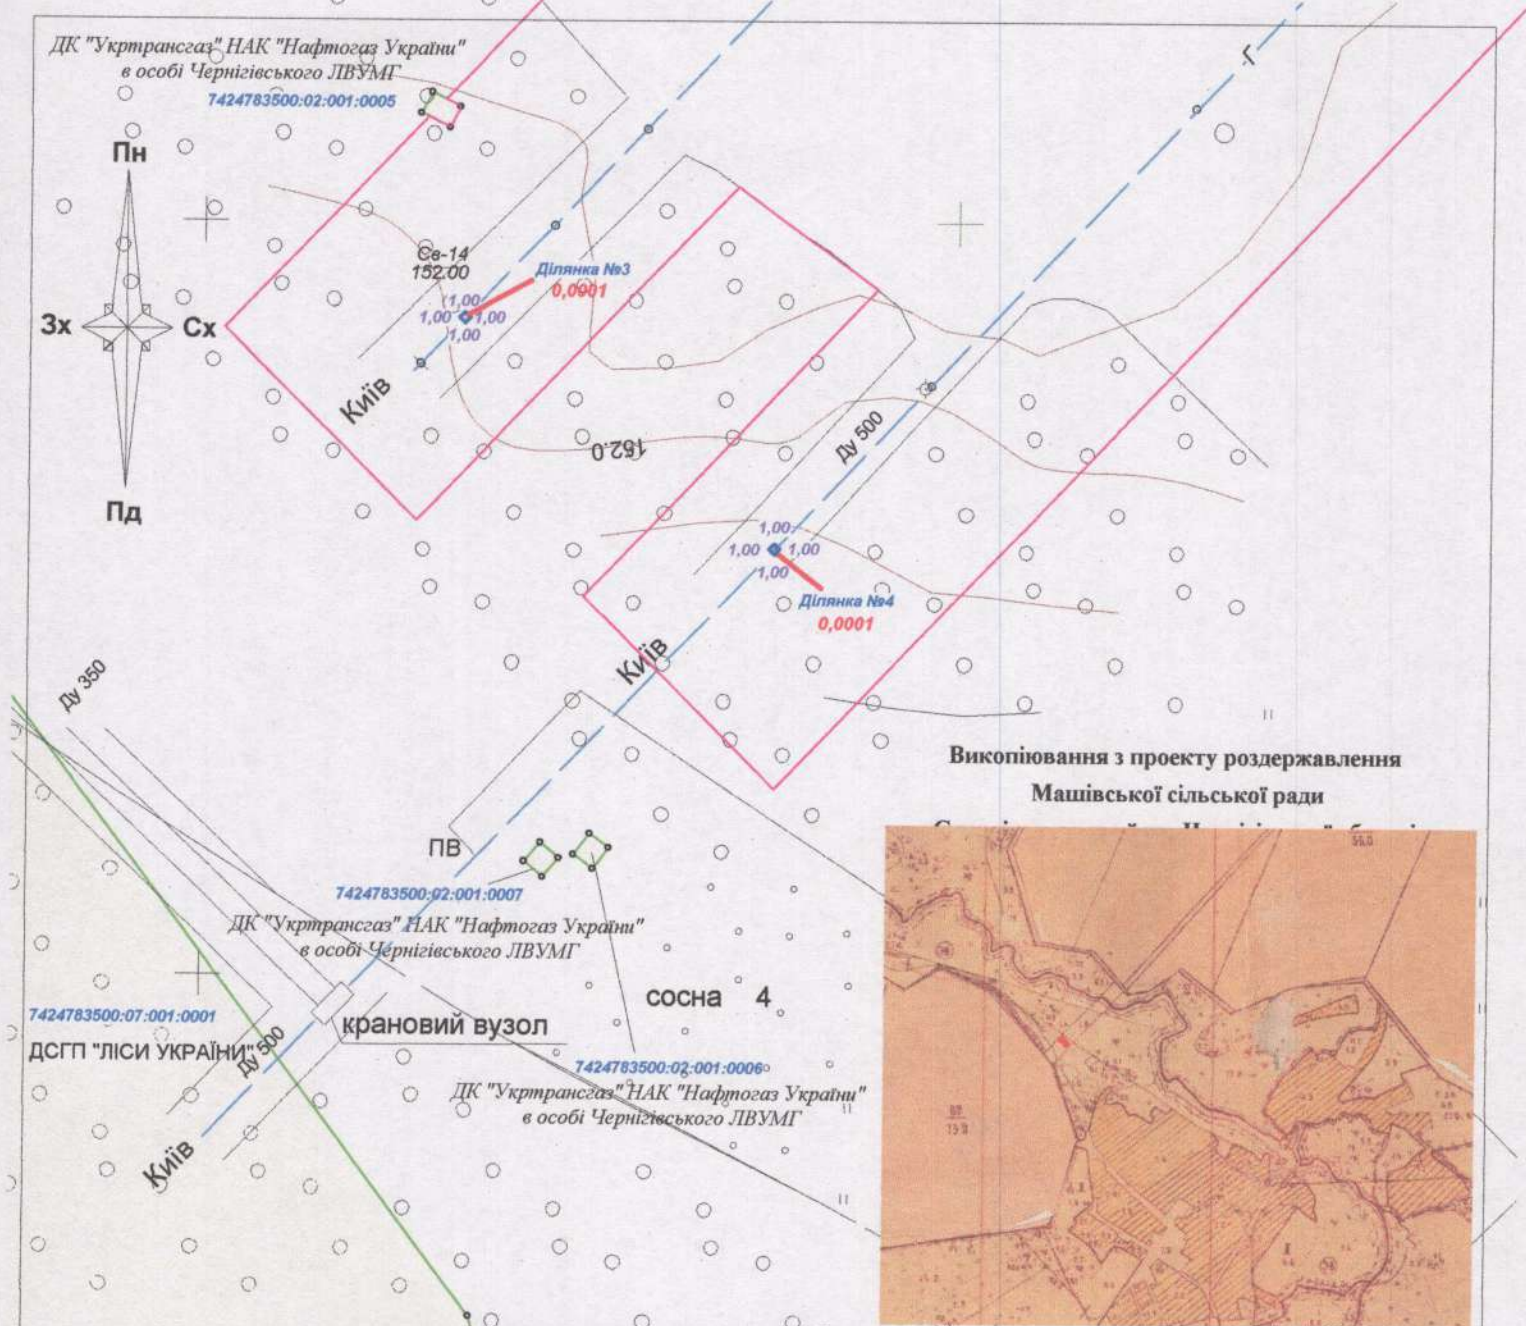 ДК "Укртрансгаз" НАК "Нафтогаз України"
в особі Чернігівського ЛВУМГ
7424783500:02:001:0005
Пн
Зх
Сх
Пд
Св-14
152.00
Ділянка №3
0,0001
1,00
1,00
1,00
1,00
Київ
152.0
Г
Ду 500
1,00
1,00
1,00
1,00
Ділянка №4
0,0001
Київ
Ду 350
Викопіювання з проекту роздержавлення
Машівської сільської ради
ПВ
7424783500:02:001:0007
ДК "Укртрансгаз" НАК "Нафтогаз України"
в особі Чернігівського ЛВУМГ
сосна 4
7424783500:07:001:0001
ДСГП "ЛІСИ УКРАЇНИ"
Ду 500
крановий вузол
7424783500:02:001:0006
ДК "Укртрансгаз" НАК "Нафтогаз України"
в особі Чернігівського ЛВУМГ
Київ